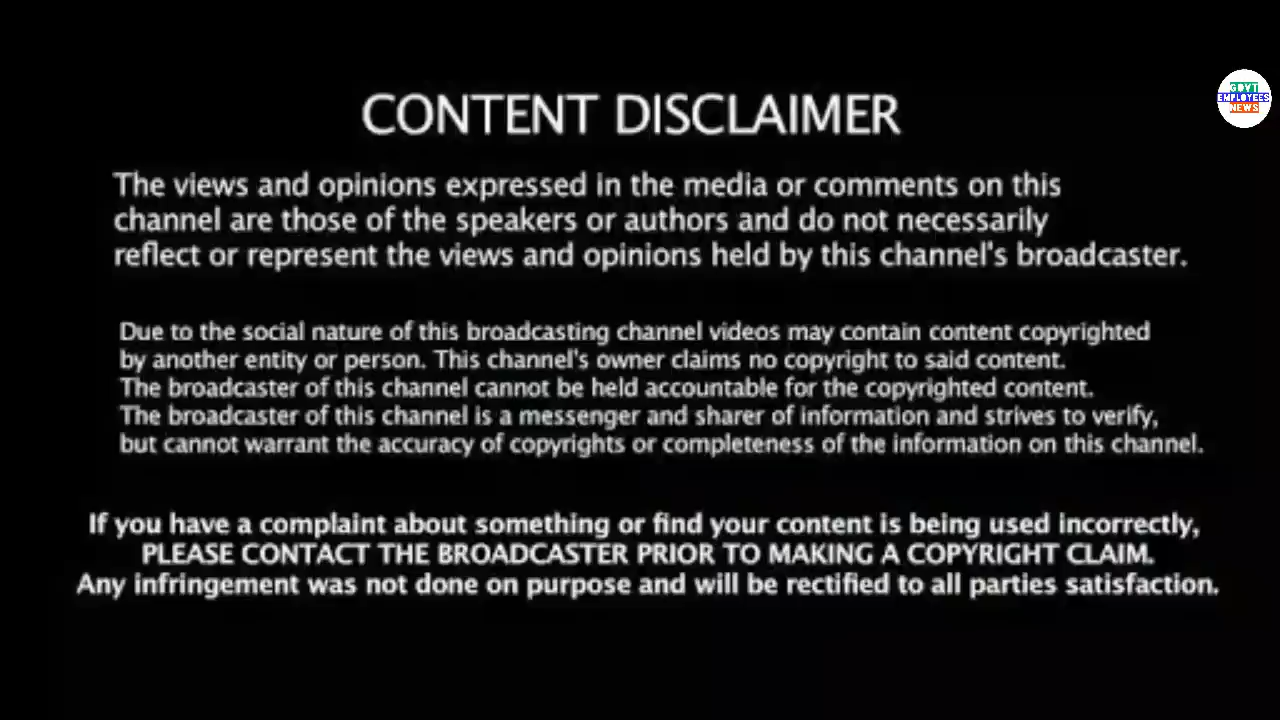 CONTENT DISCLAIMER
GOVT
EMPLOYEES
NEWS
The views and opinions expressed in the media or comments on this
channel are those of the speakers or authors and do not necessarily
reflect or represent the views and opinions held by this channel's broadcaster.
Due to the social nature of this broadcasting channel videos may contain content copyrighted
by another entity or person. This channel's owner claims no copyright to said content.
The broadcaster of this channel cannot be held accountable for the copyrighted content.
The broadcaster of this channel is a messenger and sharer of information and strives to verify,
but cannot warrant the accuracy of copyrights or completeness of the information on this channel.
If you have a complaint about something or find your content is being used incorrectly,
PLEASE CONTACT THE BROADCASTER PRIOR TO MAKING A COPYRIGHT CLAIM.
Any infringement was not done on purpose and will be rectified to all parties satisfaction.